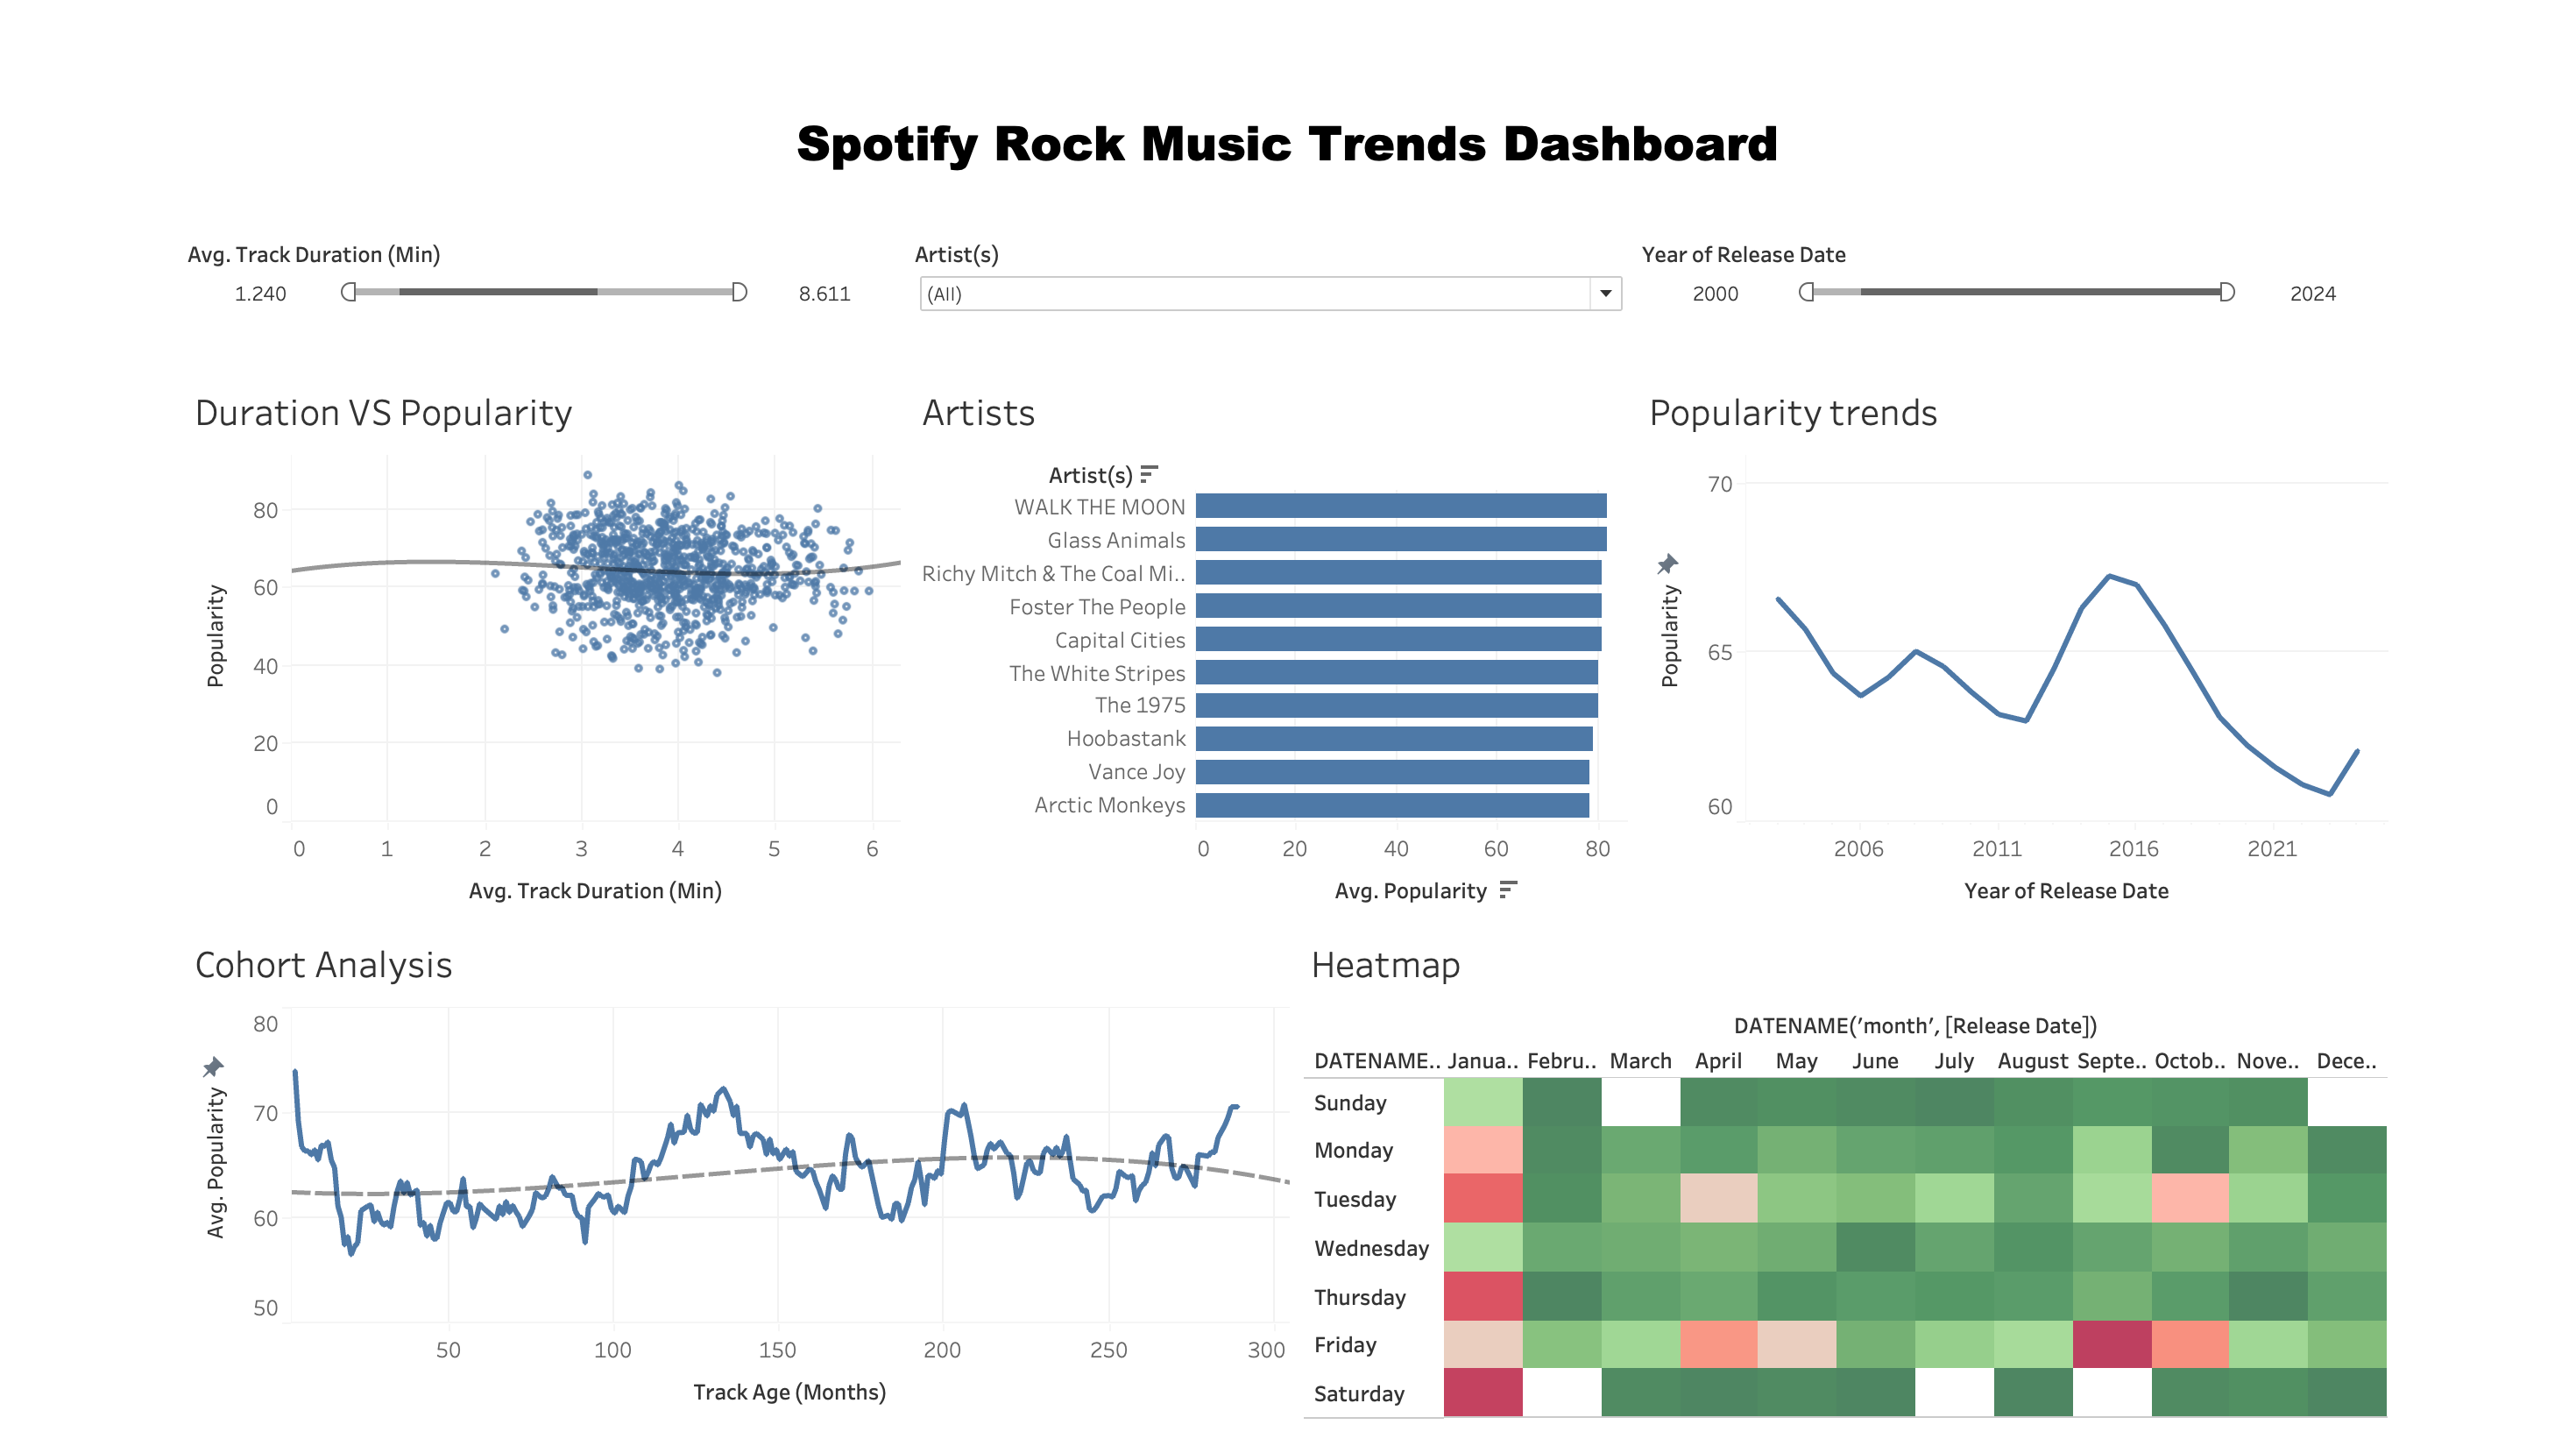 Spotify Rock Music Trends Dashboard
Avg. Track Duration (Min)
1.240
8.611
Artist(s)
(All)
Year of Release Date
2000
2024
Duration VS Popularity
Popularity
80
60
40
20
0
0 1 2 3 4 5 6
Avg. Track Duration (Min)
Artists
Artist(s)
WALK THE MOON
Glass Animals
Richy Mitch & The Coal Mi..
Foster The People
Capital Cities
The White Stripes
The 1975
Hoobastank
Vance Joy
Arctic Monkeys
0 20 40 60 80
Avg. Popularity
Popularity trends
Popularity
70
65
60
2006 2011 2016 2021
Year of Release Date
Cohort Analysis
Avg. Popularity
80
70
60
50
50 100 150 200 250 300
Track Age (Months)
Heatmap
DATENAME('month', [Release Date])
DATENAME.. Janua.. Febru.. March April May June July August Septe.. Octob.. Nove.. Dece..
Sunday
Monday
Tuesday
Wednesday
Thursday
Friday
Saturday